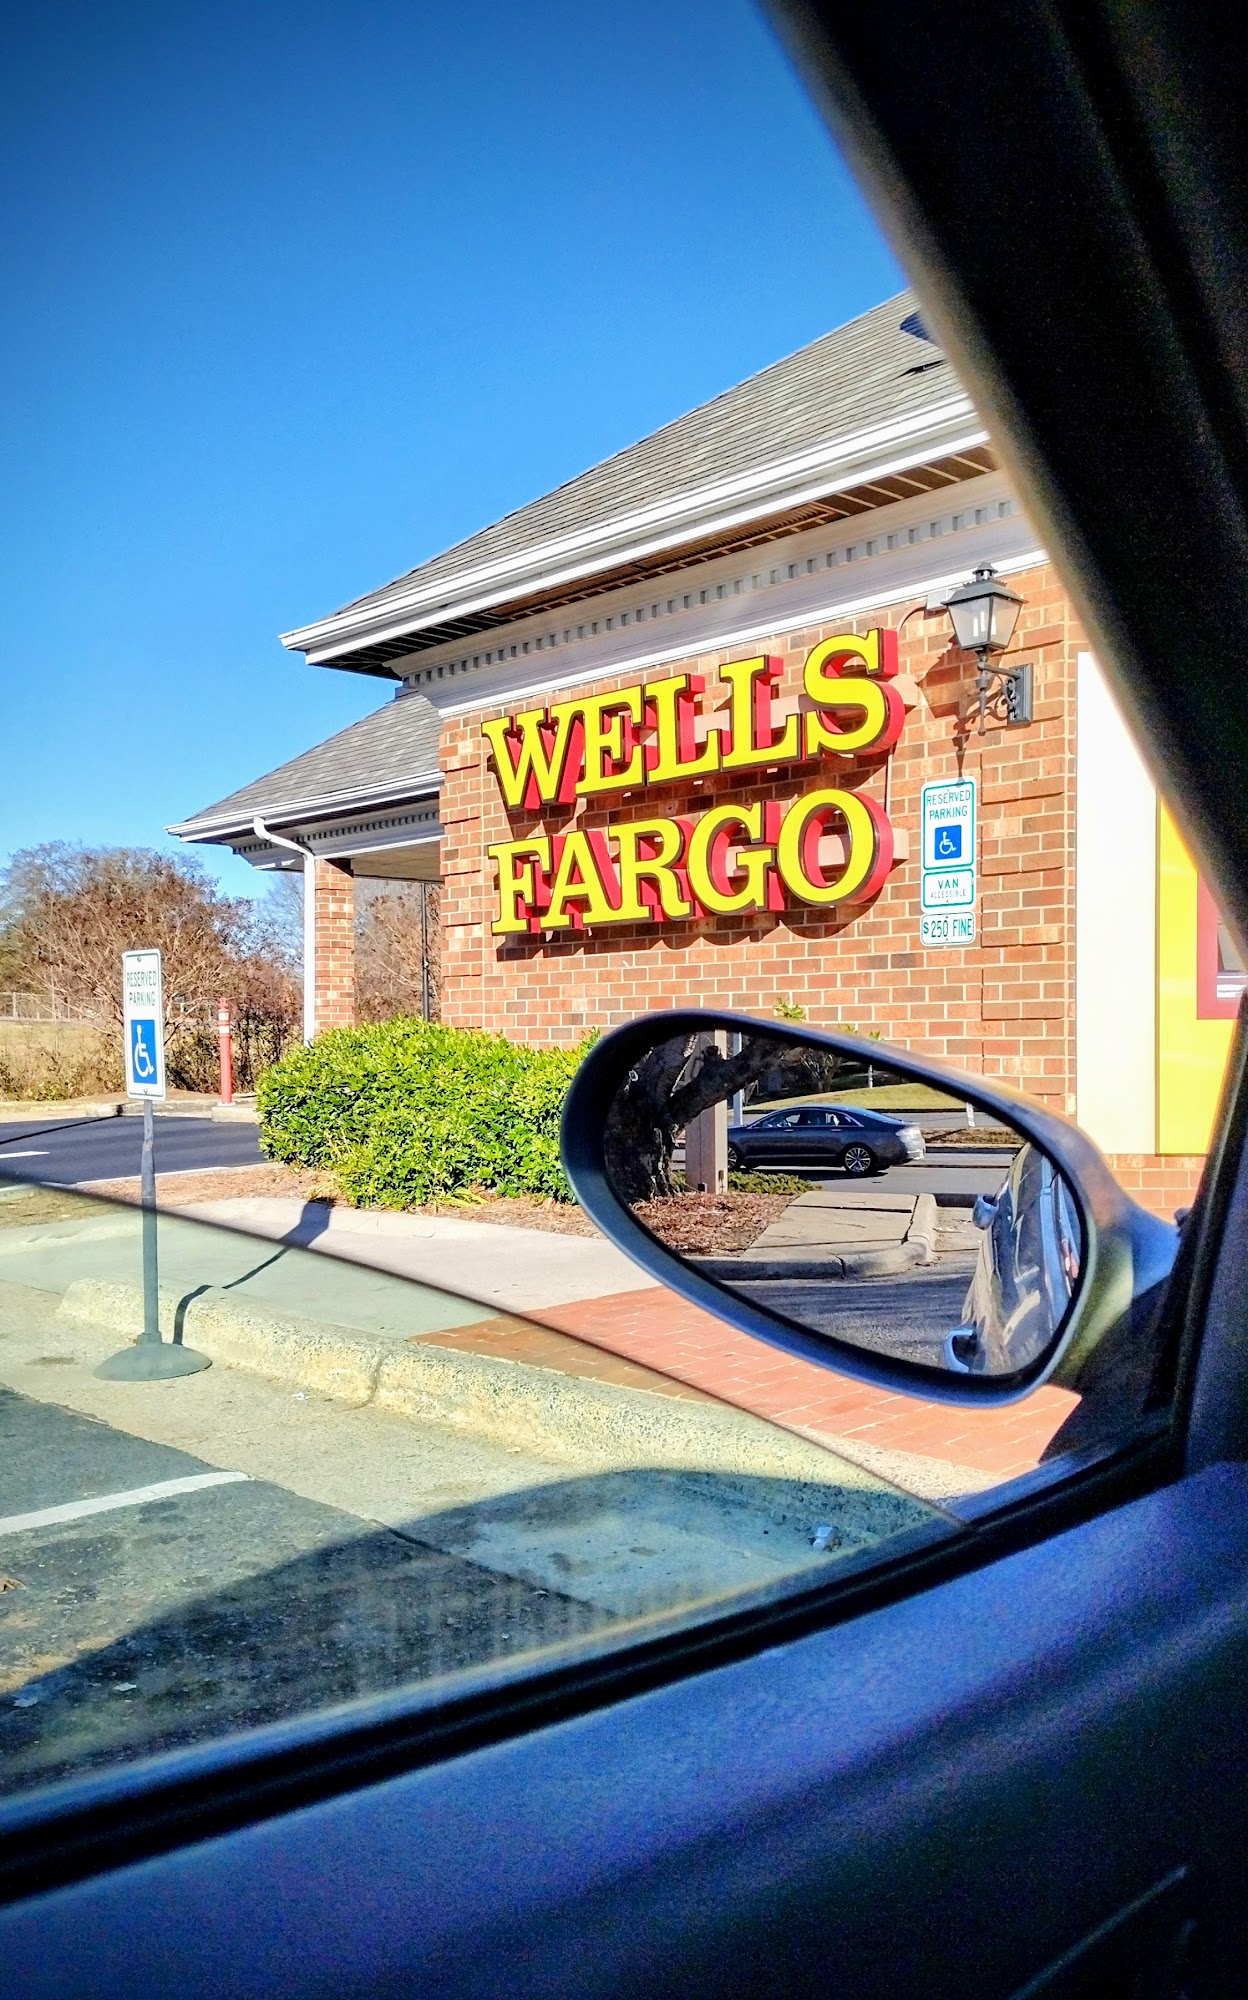 WELLS
FARGO
RESERVED
PARKING
VAN
ACCESSIBLE
$250 FINE
RESERVED
PARKING